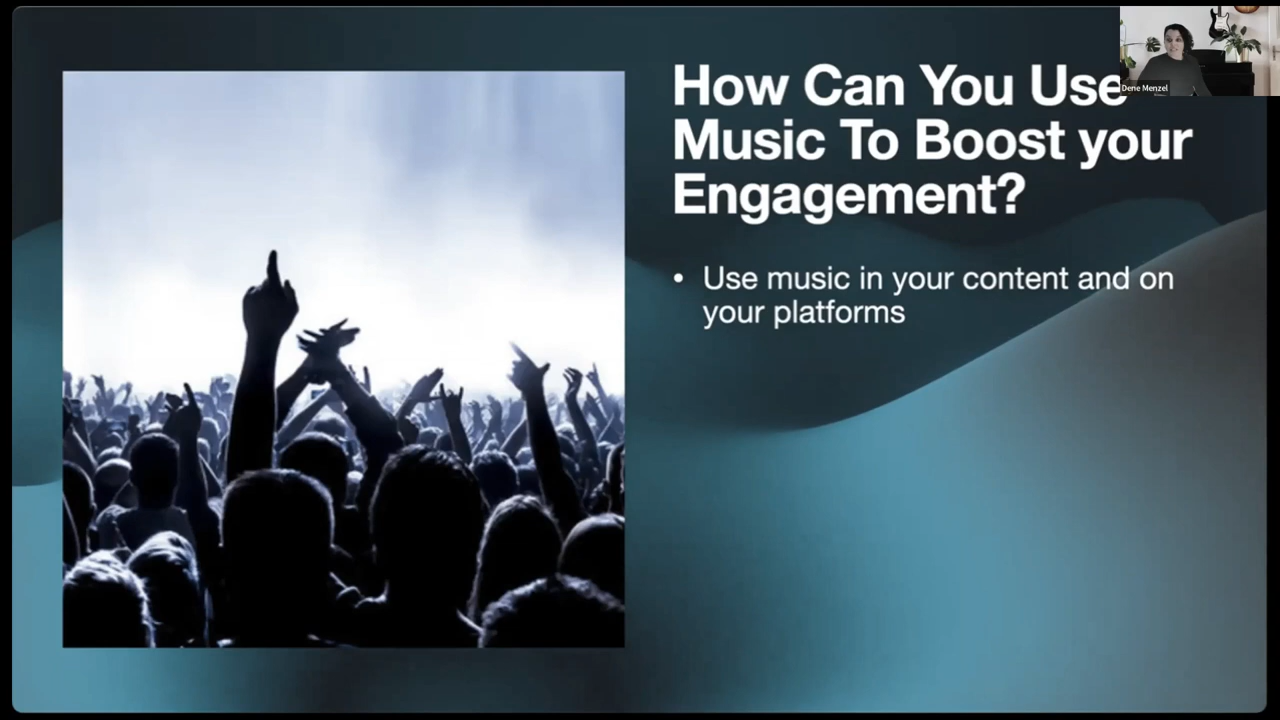 How Can You Use
Music To Boost your
Engagement?
• Use music in your content and on
your platforms
Dene Menzel